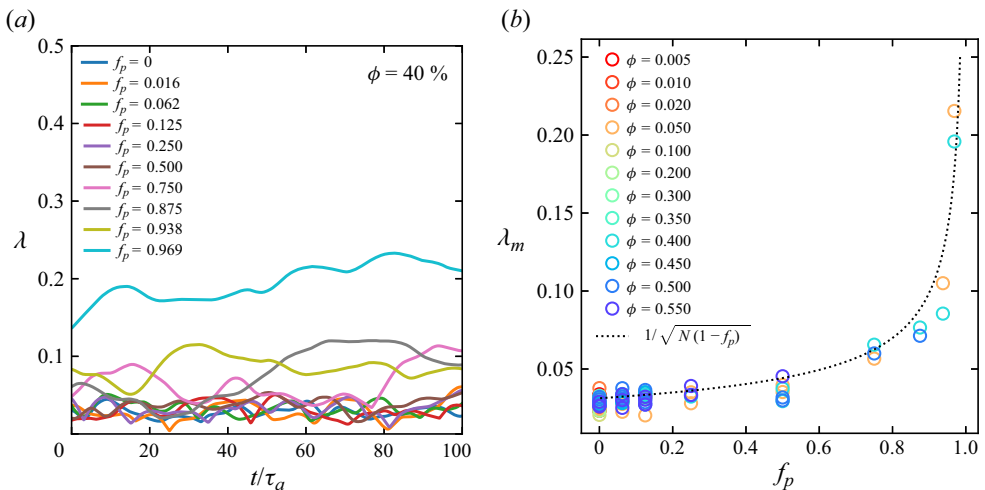 (a)
0.5
0.4
0.3
0.2
0.1
λ
f_p = 0
f_p = 0.016
f_p = 0.062
f_p = 0.125
f_p = 0.250
f_p = 0.500
f_p = 0.750
f_p = 0.875
f_p = 0.938
f_p = 0.969
ϕ = 40 %
0 20 40 60 80 100
t/τ_a
(b)
0.25
0.20
0.15
0.10
0.05
λ_m
ϕ = 0.005
ϕ = 0.010
ϕ = 0.020
ϕ = 0.050
ϕ = 0.100
ϕ = 0.200
ϕ = 0.300
ϕ = 0.350
ϕ = 0.400
ϕ = 0.450
ϕ = 0.500
ϕ = 0.550
1/√N(1−f_p)
0 0.2 0.4 0.6 0.8 1.0
f_p